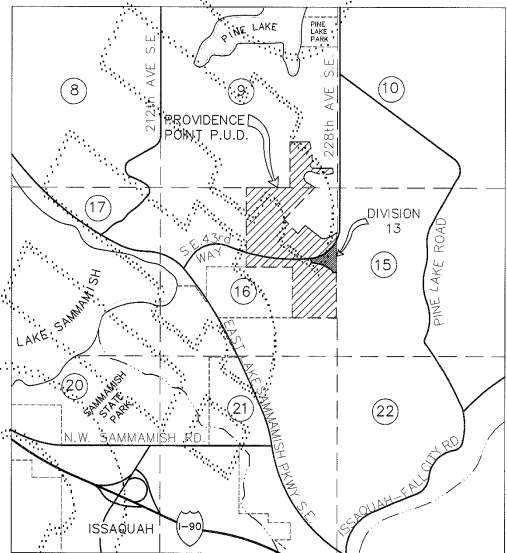 PINE LAKE
PINE
LAKE
PARK
8
9
10
212th AVE S.E.
228th AVE S.E.
PROVIDENCE
POINT P.U.D.
17
S.E. 43rd
WAY
DIVISION
13
15
16
PINE LAKE ROAD
LAKE SAMMAMISH
EAST LAKE SAMMAMISH PKWY S.E.
20
SAMMAMISH
STATE
PARK
21
22
N.W. SAMMAMISH RD.
ISSAQUAH-FALL CITY RD.
ISSAQUAH
I-90